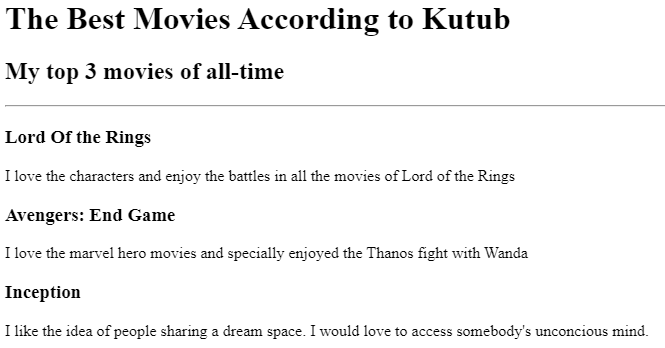 The Best Movies According to Kutub
My top 3 movies of all-time
Lord Of the Rings
I love the characters and enjoy the battles in all the movies of Lord of the Rings
Avengers: End Game
I love the marvel hero movies and specially enjoyed the Thanos fight with Wanda
Inception
I like the idea of people sharing a dream space. I would love to access somebody's unconcious mind.